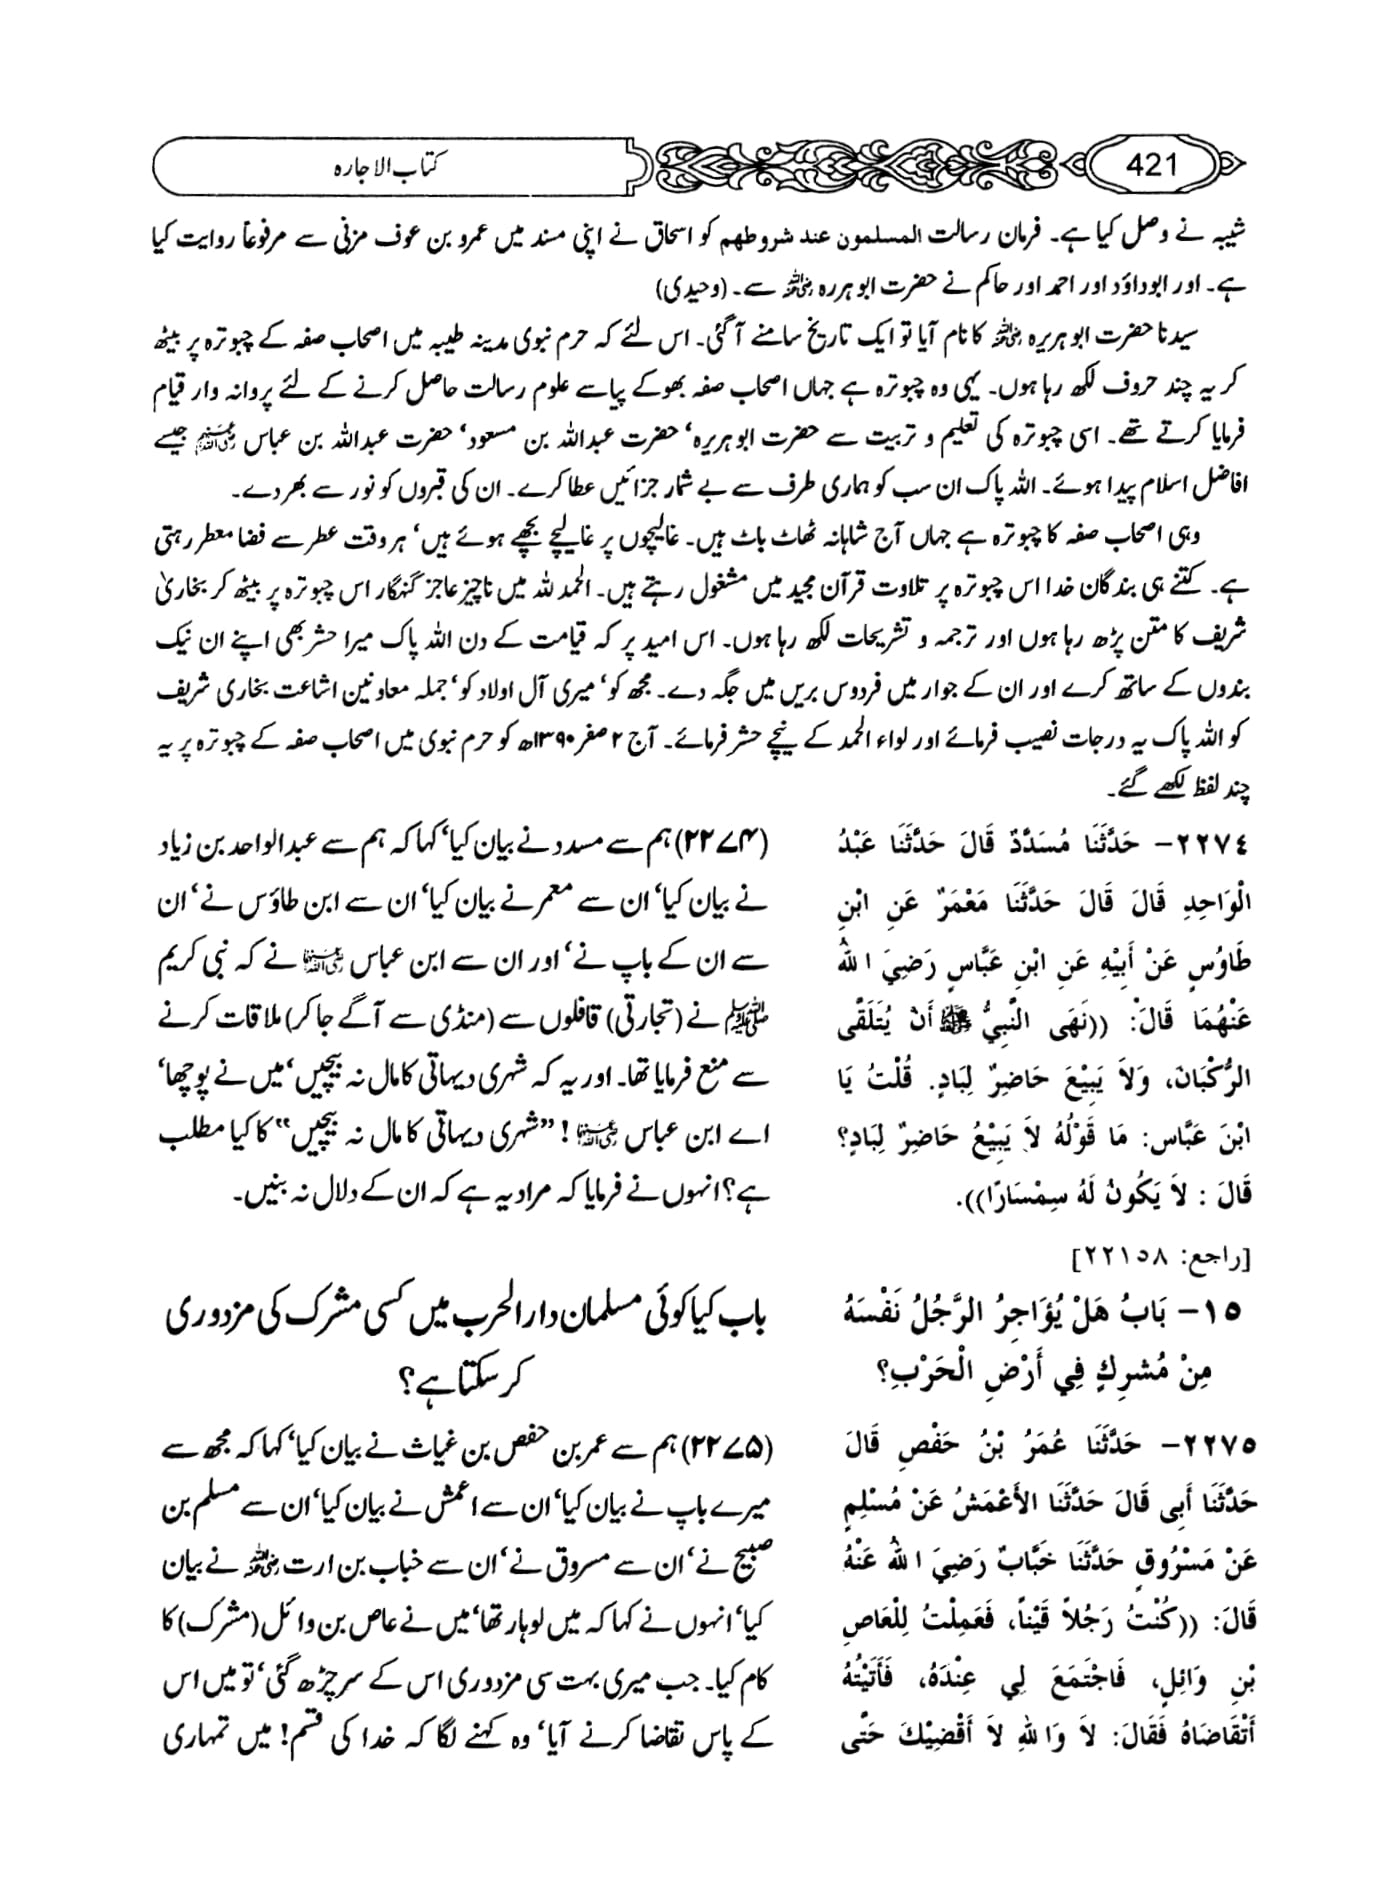 421
کتاب الاجارہ
شیبہ نے وصل کیا ہے۔ فرمان رسالت المسلمون عند شروطھم کو اسحاق نے اپنی مسند میں عمرو بن عوف مزنی سے مرفوعاً روایت کیا
ہے۔ اور ابوداؤد اور احمد اور حاکم نے حضرت ابو ہررہ رضی اللہ عنہ سے۔ (وحیدی)
سیدنا حضرت ابو ہریرہ رضی اللہ عنہ کا نام آیا تو ایک تاریخ سامنے آگئی۔ اس لئے کہ حرم نبوی مدینہ طیبہ میں اصحاب صفہ کے چبوترہ پر بیٹھ
کر یہ چند حروف لکھ رہا ہوں۔ یہی وہ چبوترہ ہے جہاں اصحاب صفہ بھوکے پیاسے علوم رسالت حاصل کرنے کے لئے پروانہ وار قیام
فرمایا کرتے تھے۔ اسی چبوترہ کی تعلیم و تربیت سے حضرت ابو ہریرہ‘ حضرت عبداللہ بن مسعود‘ حضرت عبداللہ بن عباس رضی اللہ عنہم جیسے
افاضل اسلام پیدا ہوئے۔ اللہ پاک ان سب کو ہماری طرف سے بے شمار جزائیں عطا کرے۔ ان کی قبروں کو نور سے بھر دے۔
وہی اصحاب صفہ کا چبوترہ ہے جہاں آج شاہانہ ٹھاٹ باٹ ہیں۔ غالیچوں پر غالیچے بچھے ہوئے ہیں‘ ہر وقت عطر سے فضا معطر رہتی
ہے۔ کتنے ہی بندگان خدا اس چبوترہ پر تلاوت قرآن مجید میں مشغول رہتے ہیں۔ الحمد للہ میں ناچیز عاجز گنہگار اس چبوترہ پر بیٹھ کر بخاریٰ
شریف کا متن پڑھ رہا ہوں اور ترجمہ و تشریحات لکھ رہا ہوں۔ اس امید پر کہ قیامت کے دن اللہ پاک میرا حشر بھی اپنے ان نیک
بندوں کے ساتھ کرے اور ان کے جوار میں فردوس بریں میں جگہ دے۔ مجھ کو‘ میری آل اولاد کو‘ جملہ معاونین اشاعت بخاری شریف
کو اللہ پاک یہ درجات نصیب فرمائے اور لواء الحمد کے نیچے حشر فرمائے۔ آج ۲ صفر ۱۳۹۰ھ کو حرم نبوی میں اصحاب صفہ کے چبوترہ پر یہ
چند لفظ لکھے گئے۔
٢٢٧٤- حَدَّثَنَا مُسَدَّدٌ قَالَ حَدَّثَنَا عَبْدُ
الْوَاحِدِ قَالَ قَالَ حَدَّثَنَا مَعْمَرٌ عَنِ ابْنِ
طَاوُسٍ عَنْ أَبِيْهِ عَنِ ابْنِ عَبَّاسٍ رَضِيَ اللهُ
عَنْهُمَا قَالَ: ((نَهَى النَّبِيُّ ﷺ أَنْ يُتَلَقَّى
الرُّكْبَانَ، وَلاَ يَبِيْعَ حَاضِرٌ لِبَادٍ. قُلْتُ يَا
ابْنَ عَبَّاس: مَا قَوْلُهُ لاَ يَبِيْعُ حَاضِرٌ لِبَادٍ؟
قَالَ : لاَ يَكُونُ لَهُ سِمْسَارًا)).
[راجع: ٢٢١٥٨]
(۲۲۷۴) ہم سے مسدد نے بیان کیا‘ کہا کہ ہم سے عبدالواحد بن زیاد
نے بیان کیا‘ ان سے معمر نے بیان کیا‘ ان سے ابن طاؤس نے‘ ان
سے ان کے باپ نے‘ اور ان سے ابن عباس رضی اللہ عنہما نے کہ نبی کریم
صلی اللہ علیہ وسلم نے (تجارتی) قافلوں سے (منڈی سے آگے جا کر) ملاقات کرنے
سے منع فرمایا تھا۔ اور یہ کہ شہری دیہاتی کا مال نہ بیچیں‘ میں نے پوچھا‘
اے ابن عباس رضی اللہ عنہما! ”شہری دیہاتی کا مال نہ بیچیں“ کا کیا مطلب
ہے؟ انہوں نے فرمایا کہ مراد یہ ہے کہ ان کے دلال نہ بنیں۔
١٥- بَابُ هَلْ يُؤَاجِرُ الرَّجُلُ نَفْسَهُ
مِنْ مُشرِكٍ فِي أَرْضِ الْحَرْبِ؟
باب کیا کوئی مسلمان دار الحرب میں کسی مشرک کی مزدوری
کر سکتا ہے؟
٢٢٧٥- حَدَّثَنَا عُمَرُ بْنُ حَفْصٍ قَالَ
حَدَّثَنَا أَبِى قَالَ حَدَّثَنَا الأَعْمَشُ عَنْ مُسْلِمٍ
عَنْ مَسْرُوقٍ حَدَّثَنَا خَبَّابٌ رَضِيَ اللهُ عَنْهُ
قَالَ: ((كُنْتُ رَجُلاً قَيْناً، فَعَمِلْتُ لِلْعَاصِ
بْنِ وَائِلٍ، فَاجْتَمَعَ لِي عِنْدَهُ، فَأَتَيْتُهُ
أَتْقَاضَاهُ فَقَالَ: لاَ وَاللهِ لاَ أَقْضِيْكَ حَتَّى
(۲۲۷۵) ہم سے عمر بن حفص بن غیاث نے بیان کیا‘ کہا کہ مجھ سے
میرے باپ نے بیان کیا‘ ان سے اعمش نے بیان کیا‘ ان سے مسلم بن
صبیح نے‘ ان سے مسروق نے‘ ان سے خباب بن ارت رضی اللہ عنہ نے بیان
کیا‘ انہوں نے کہا کہ میں لوہار تھا‘ میں نے عاص بن وائل (مشرک) کا
کام کیا۔ جب میری بہت سی مزدوری اس کے سر چڑھ گئی‘ تو میں اس
کے پاس تقاضا کرنے آیا‘ وہ کہنے لگا کہ خدا کی قسم! میں تمہاری